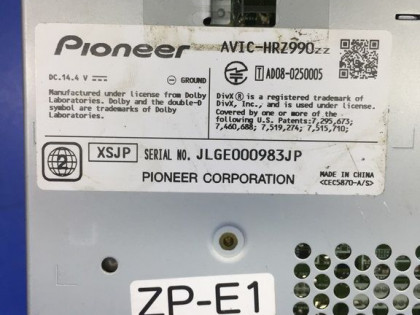 Pioneer
AVIC-HRZ990ZZ
DC.14.4 V
GROUND
T AD08-0250005
Manufactured under license from Dolby
Laboratories. Dolby and the double-D
symbol are trademarks of Dolby
Laboratories.
DivX ® is a registered trademark of
DivX, Inc., and is used under license.
Covered by one or more of the
following U.S. Patents:7,295,673;
7,460,688; 7,519,274; 7,515,710;
2
XSJP SERIAL NO. JLGE000983JP
PIONEER CORPORATION
MADE IN CHINA
<CEC5870-A/S>
ZP-E1